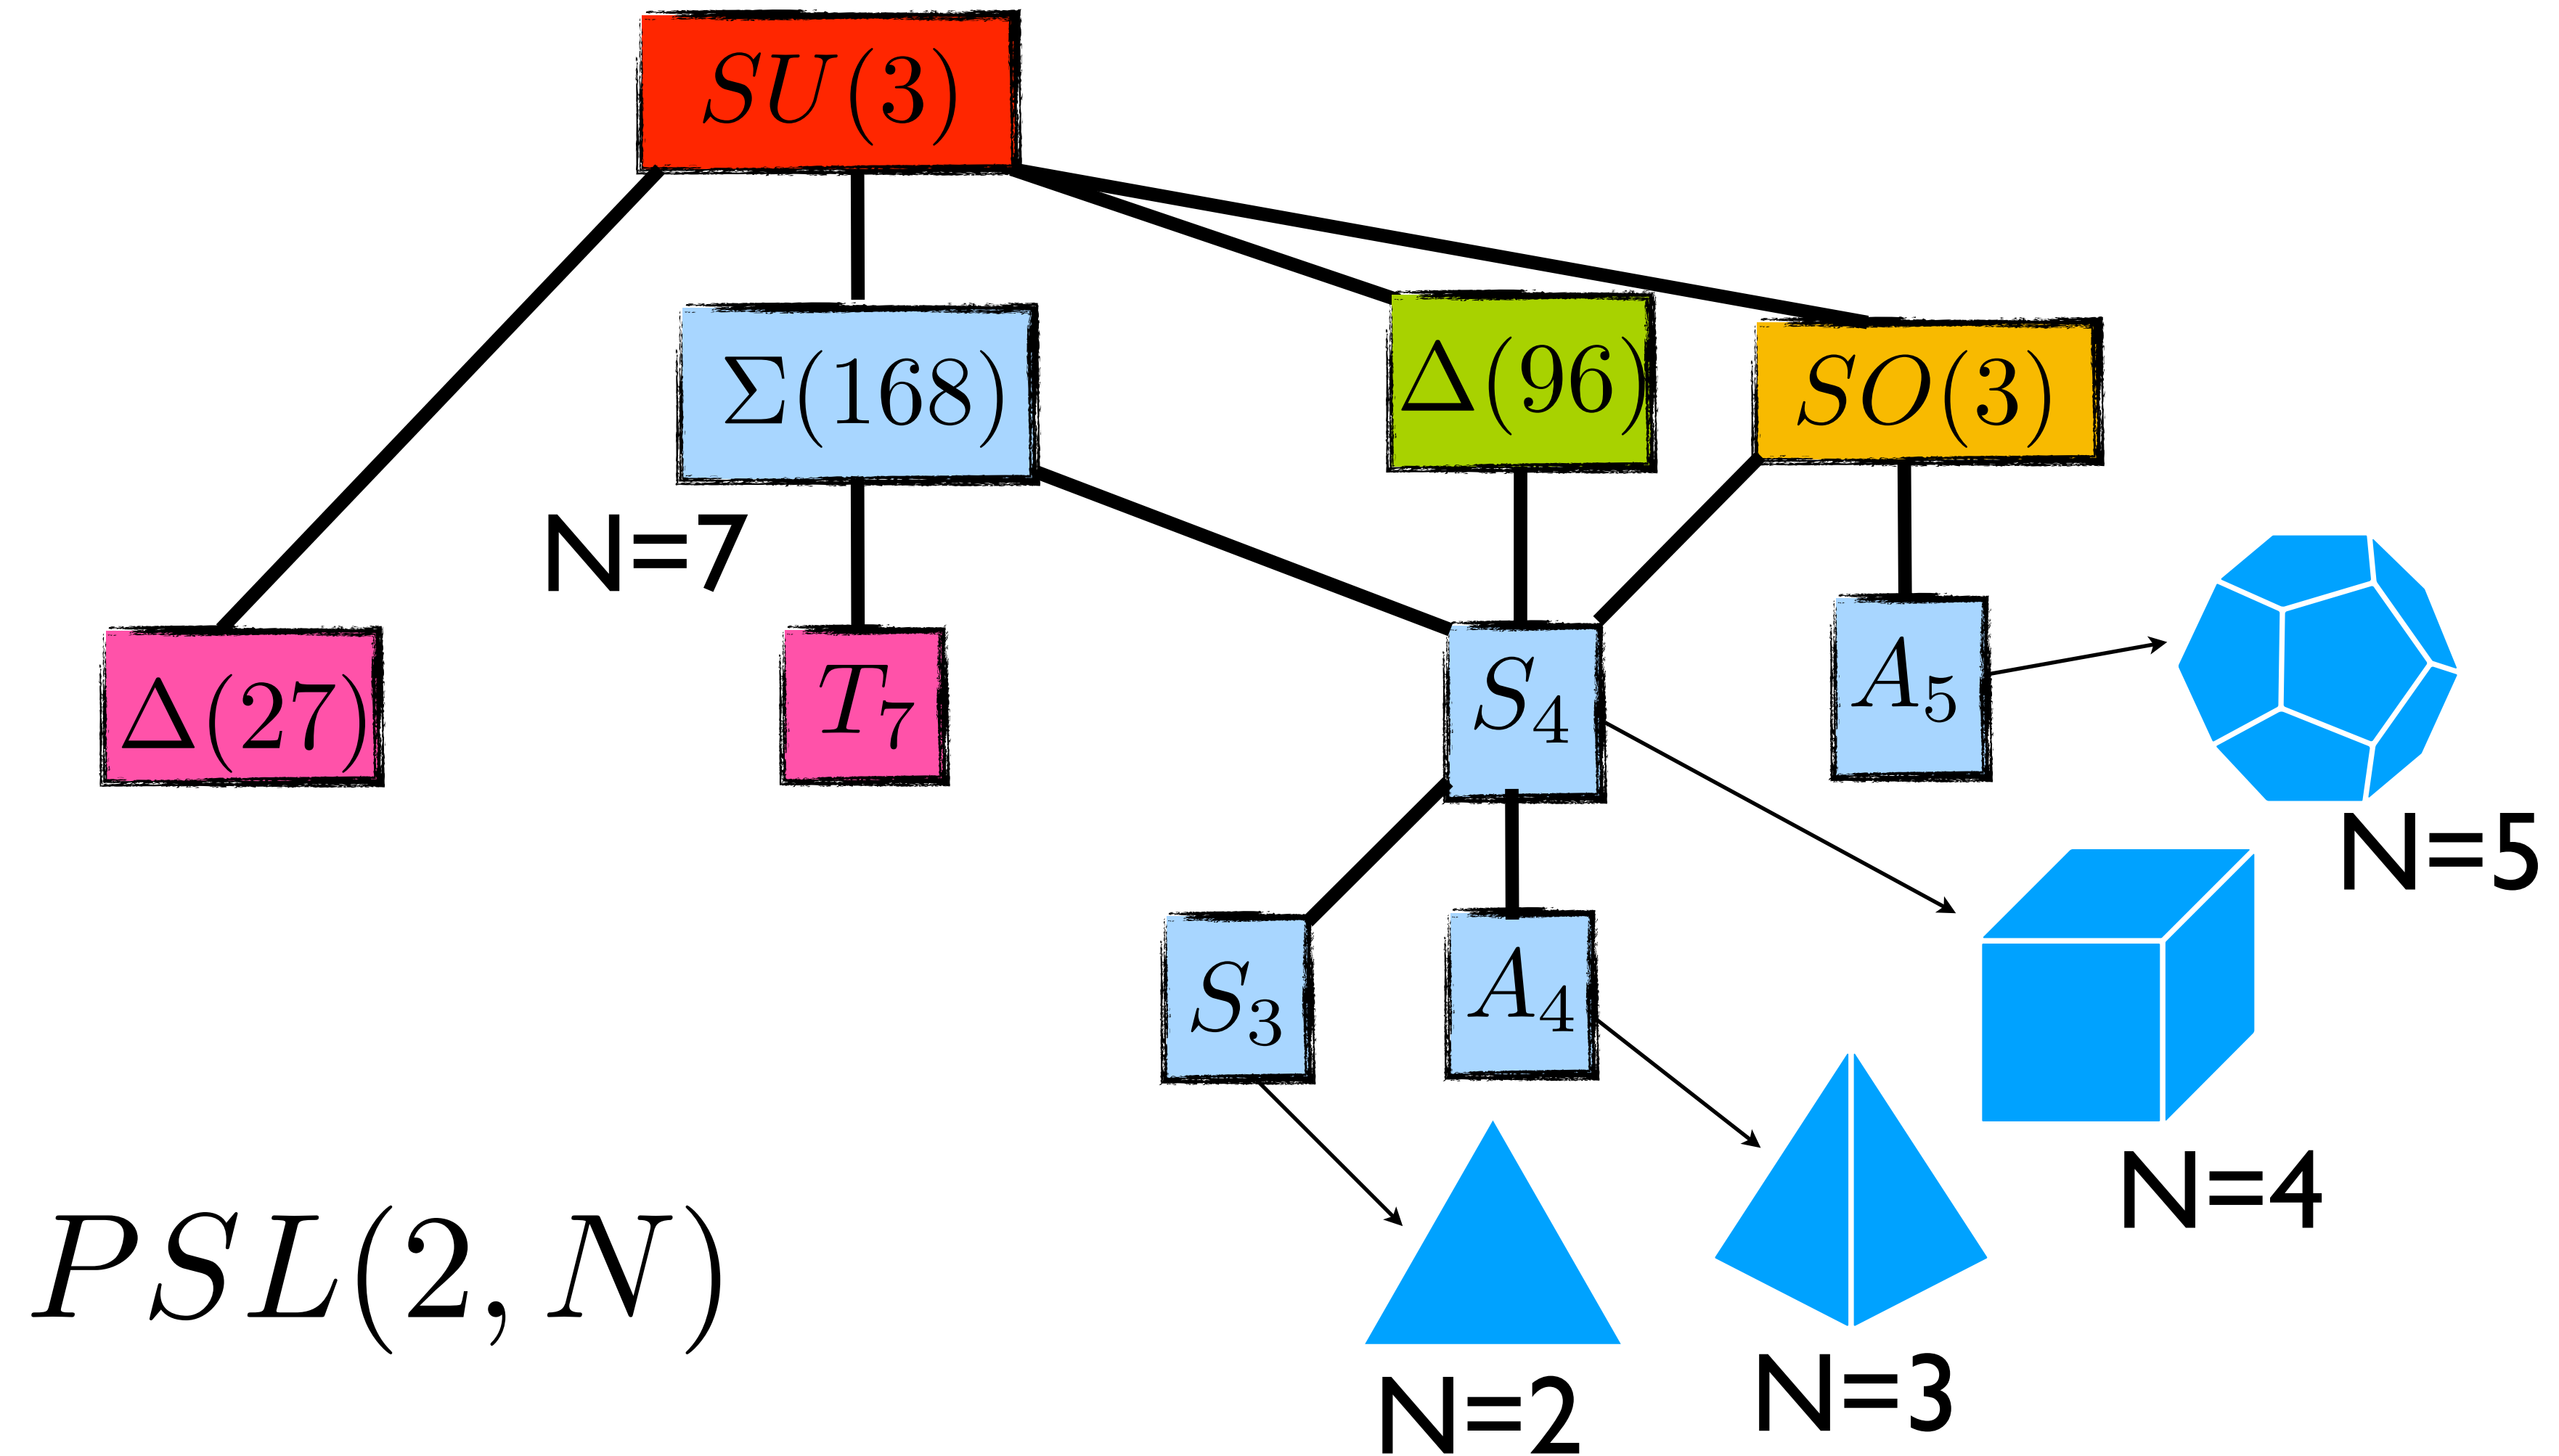 SU(3)
Σ(168)
Δ(96)
SO(3)
N=7
Δ(27)
T₇
S₄
A₅
N=5
S₃
A₄
N=4
PSL(2, N)
N=3
N=2